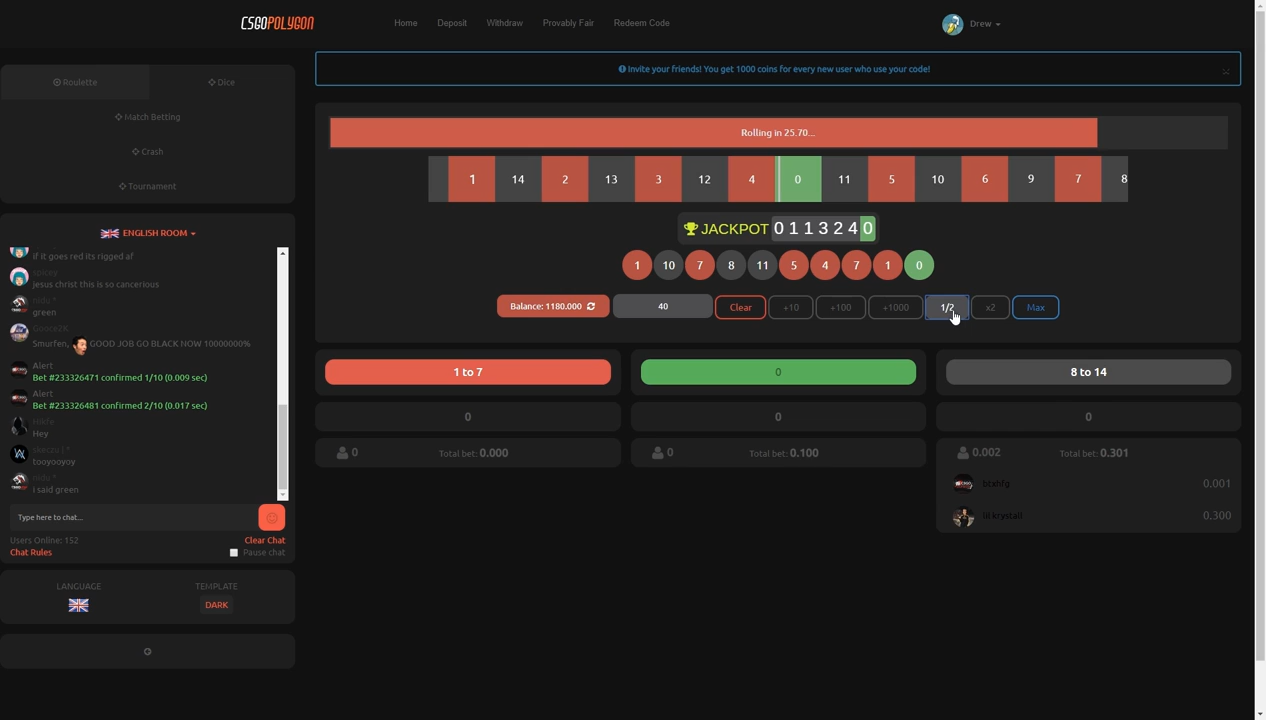 CSGOPOLYGON
Home Deposit Withdraw Provably Fair Redeem Code
Drew
Roulette
Dice
Match Betting
Crash
Tournament
Invite your friends! You get 1000 coins for every new user who use your code!
Rolling in 25.70...
1 14 2 13 3 12 4 0 11 5 10 6 9 7 8
JACKPOT 0 1 1 3 2 4 0
1 10 7 8 11 5 4 7 1 0
Balance: 1180.000 40 Clear +10 +100 +1000 1/2 x2 Max
1 to 7 0 8 to 14
0 0 0
0 Total bet: 0.000
0 Total bet: 0.100
0.002 Total bet: 0.301
btahfg 0.001
lil krystall 0.300
ENGLISH ROOM
If it goes red its rigged af
spicey
jesus christ this is so cancerious
green
Smurfen, GOOD JOB GO BLACK NOW 10000000%
Alert
Bet #233326471 confirmed 1/10 (0.009 sec)
Alert
Bet #233326481 confirmed 2/10 (0.017 sec)
Hey
tooyooyoy
i said green
Type here to chat...
Users Online: 152 Clear Chat
Chat Rules Pause chat
LANGUAGE TEMPLATE
DARK